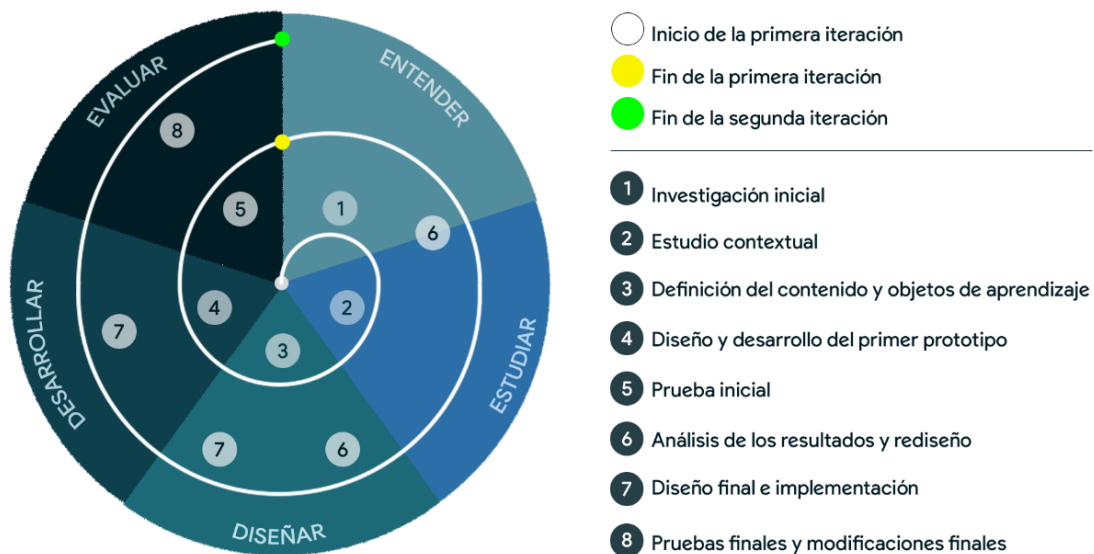 EVALUAR
ENTENDER
ESTUDIAR
DISEÑAR
DESARROLLAR
8
5
1
6
2
4
3
7
7
6
Inicio de la primera iteración
Fin de la primera iteración
Fin de la segunda iteración
1 Investigación inicial
2 Estudio contextual
3 Definición del contenido y objetos de aprendizaje
4 Diseño y desarrollo del primer prototipo
5 Prueba inicial
6 Análisis de los resultados y rediseño
7 Diseño final e implementación
8 Pruebas finales y modificaciones finales